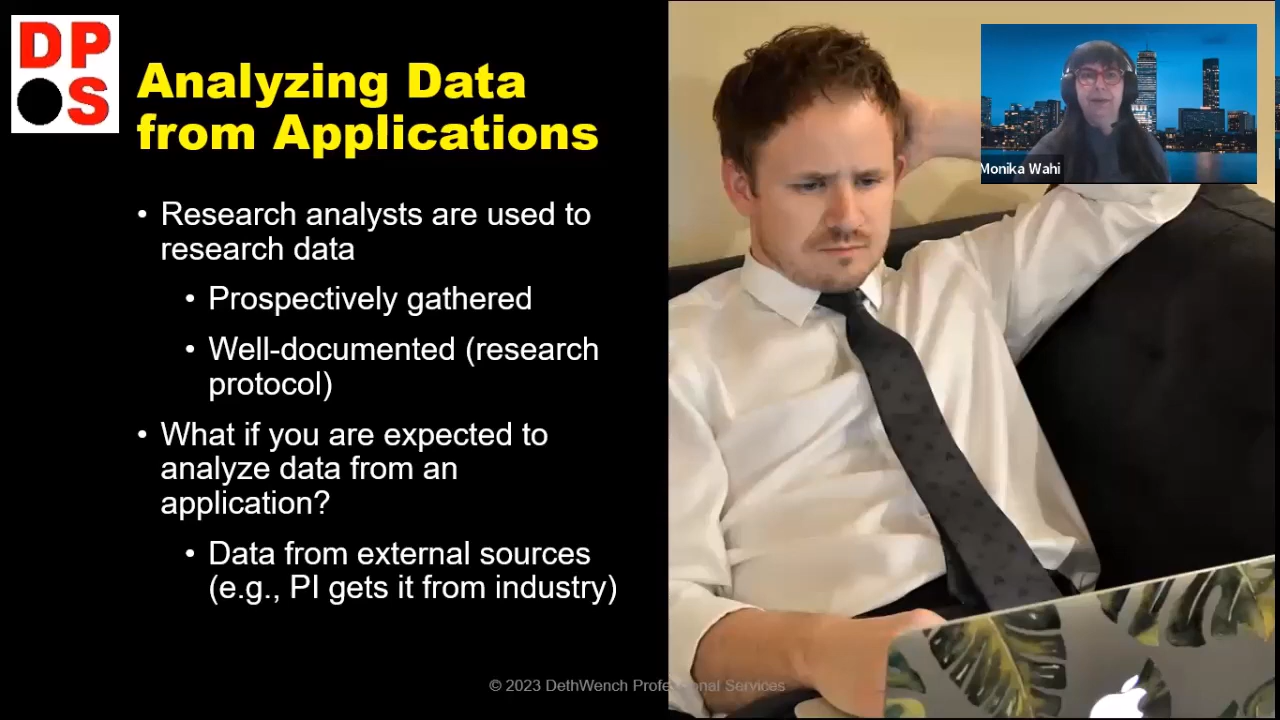 DP
S
Analyzing Data
from Applications
• Research analysts are used to
research data
• Prospectively gathered
• Well-documented (research
protocol)
• What if you are expected to
analyze data from an
application?
• Data from external sources
(e.g., PI gets it from industry)
Monika Wahi
© 2023 DethWench Professional Services